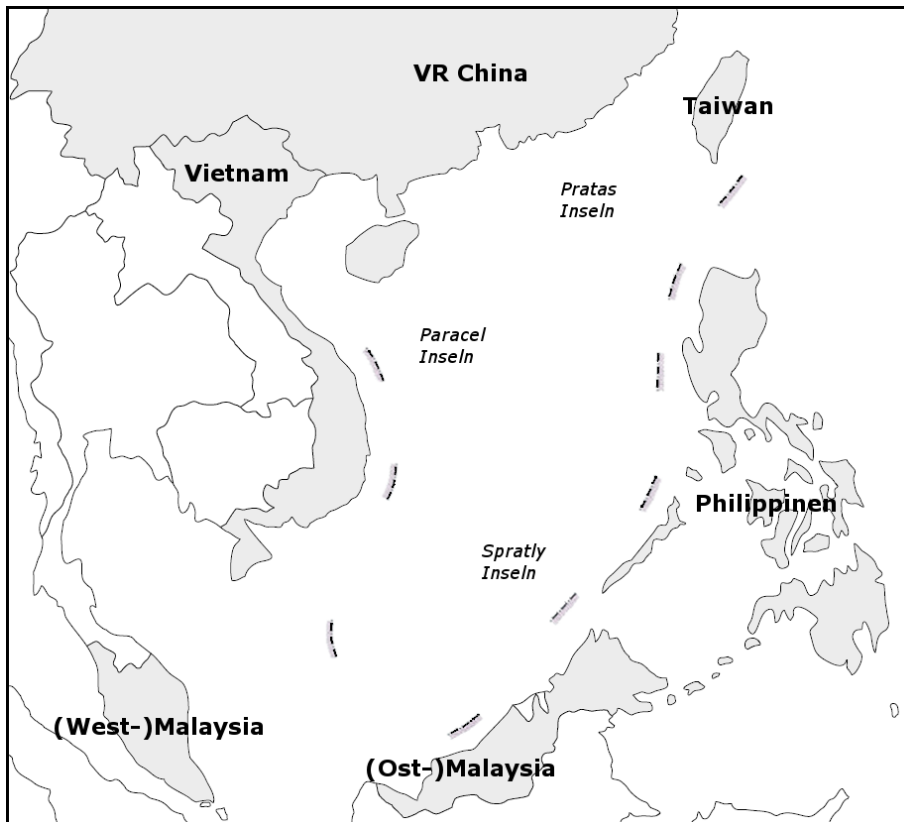 VR China
Taiwan
Vietnam
Pratas
Inseln
Paracel
Inseln
Philippinen
Spratly
Inseln
(West-)Malaysia
(Ost-)Malaysia